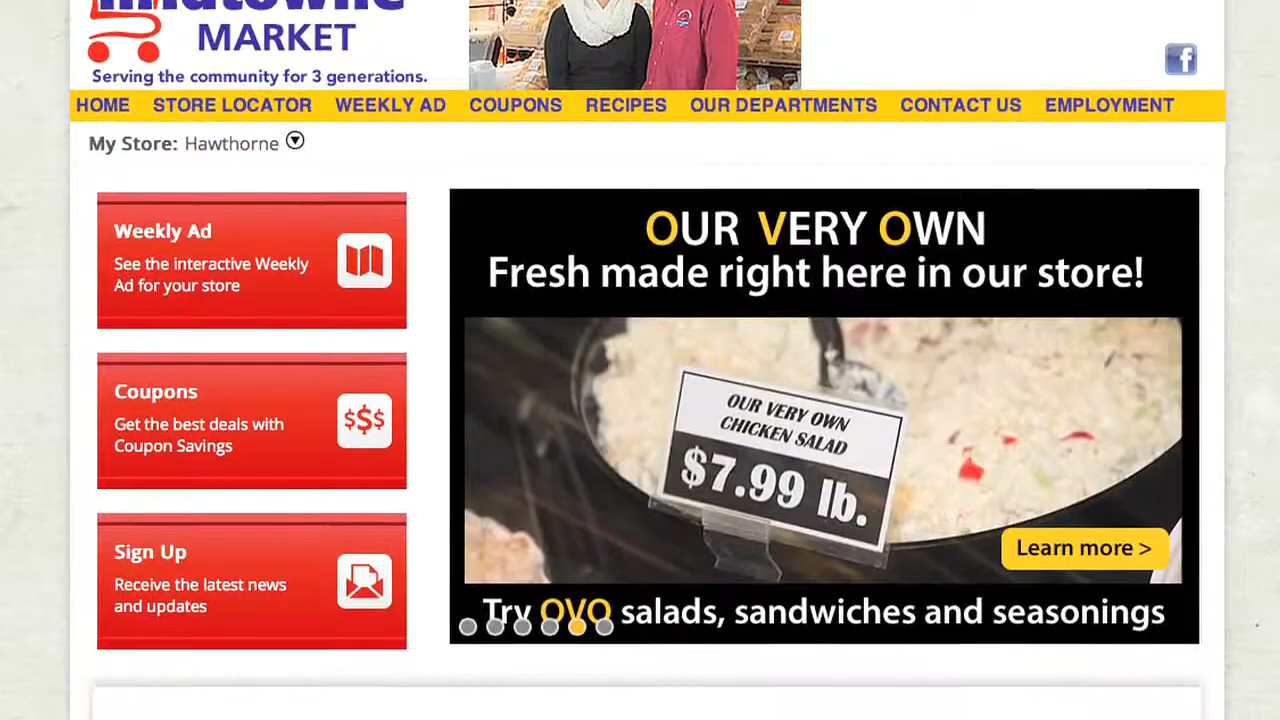 MARKET
Serving the community for 3 generations.
HOME STORE LOCATOR WEEKLY AD COUPONS RECIPES OUR DEPARTMENTS CONTACT US EMPLOYMENT
My Store: Hawthorne
Weekly Ad
See the interactive Weekly
Ad for your store
Coupons
Get the best deals with
Coupon Savings
$$$
Sign Up
Receive the latest news
and updates
OUR VERY OWN
Fresh made right here in our store!
OUR VERY OWN
CHICKEN SALAD
$7.99 lb.
Learn more >
Try OVO salads, sandwiches and seasonings
f